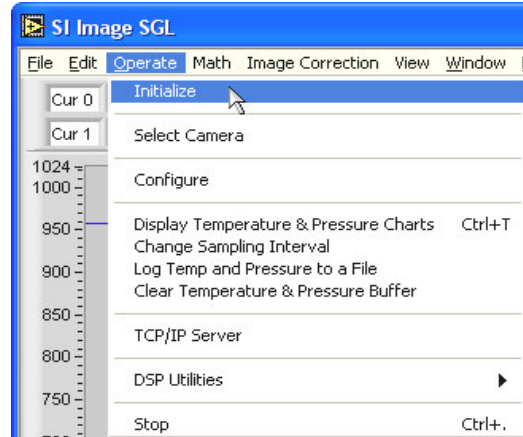 SI Image SGL
File Edit Operate Math Image Correction View Window
Initialize
Cur 0
Cur 1
Select Camera
1024
1000
Configure
950
Display Temperature & Pressure Charts Ctrl+T
Change Sampling Interval
900
Log Temp and Pressure to a File
Clear Temperature & Pressure Buffer
850
TCP/IP Server
800
DSP Utilities
750
Stop Ctrl+.